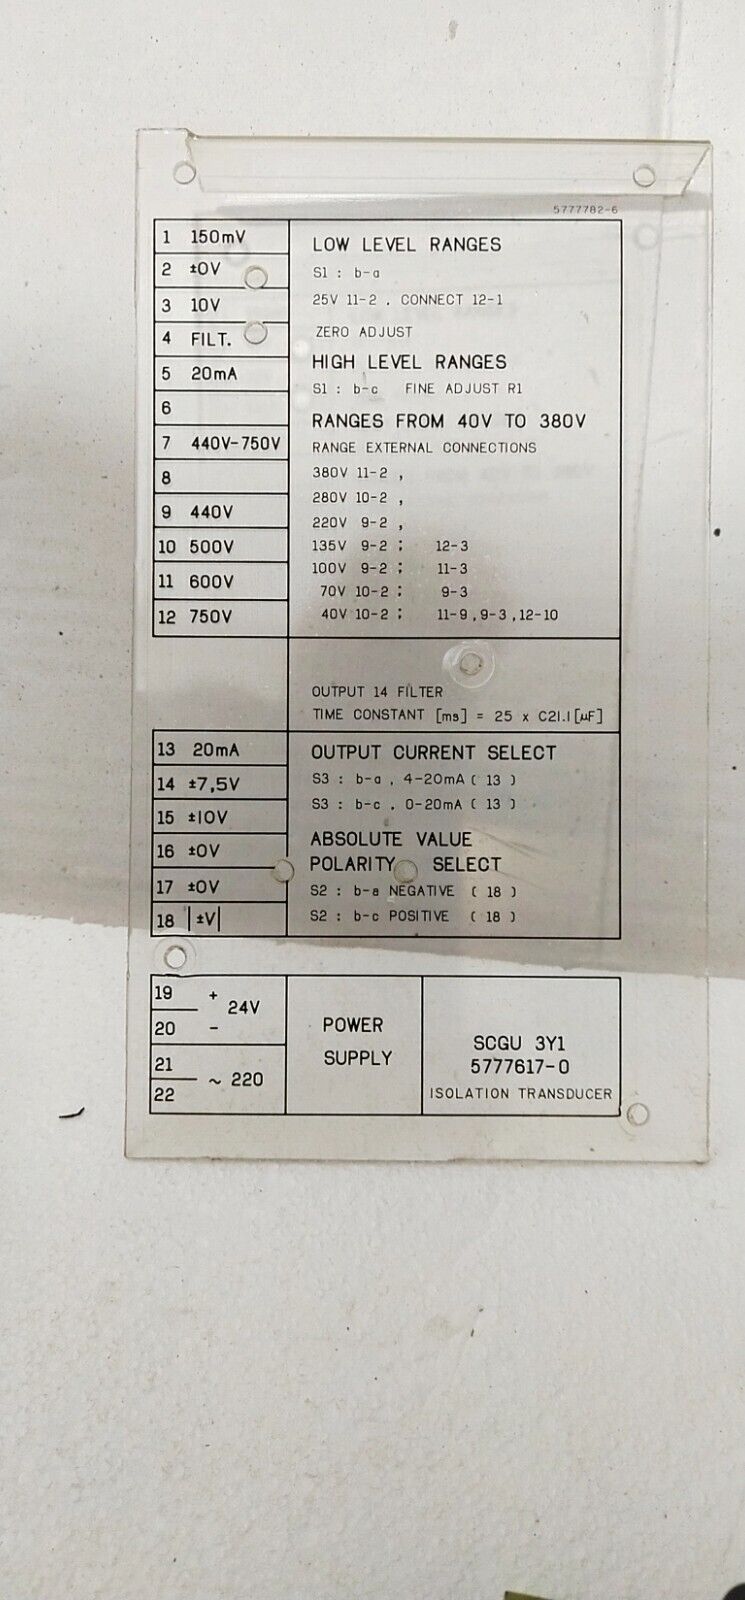 5777782-6
1 150mV
2 ±0V
3 10V
4 FILT.
5 20mA
6
7 440V-750V
8
9 440V
10 500V
11 600V
12 750V
LOW LEVEL RANGES
S1 : b-a
25V 11-2 , CONNECT 12-1
ZERO ADJUST
HIGH LEVEL RANGES
S1 : b-c FINE ADJUST R1
RANGES FROM 40V TO 380V
RANGE EXTERNAL CONNECTIONS
380V 11-2 ,
280V 10-2 ,
220V 9-2 ,
135V 9-2 ; 12-3
100V 9-2 ; 11-3
70V 10-2 ; 9-3
40V 10-2 ; 11-9 , 9-3 , 12-10
OUTPUT 14 FILTER
TIME CONSTANT [ms] = 25 x C21.1 [µF]
13 20mA
14 ±7,5V
15 ±10V
16 ±0V
17 ±0V
18 |±V|
OUTPUT CURRENT SELECT
S3 : b-a , 4-20mA ( 13 )
S3 : b-c , 0-20mA ( 13 )
ABSOLUTE VALUE
POLARITY SELECT
S2 : b-a NEGATIVE ( 18 )
S2 : b-c POSITIVE ( 18 )
19 + 24V
20 -
21 ~ 220
22
POWER
SUPPLY
SCGU 3Y1
5777617-0
ISOLATION TRANSDUCER